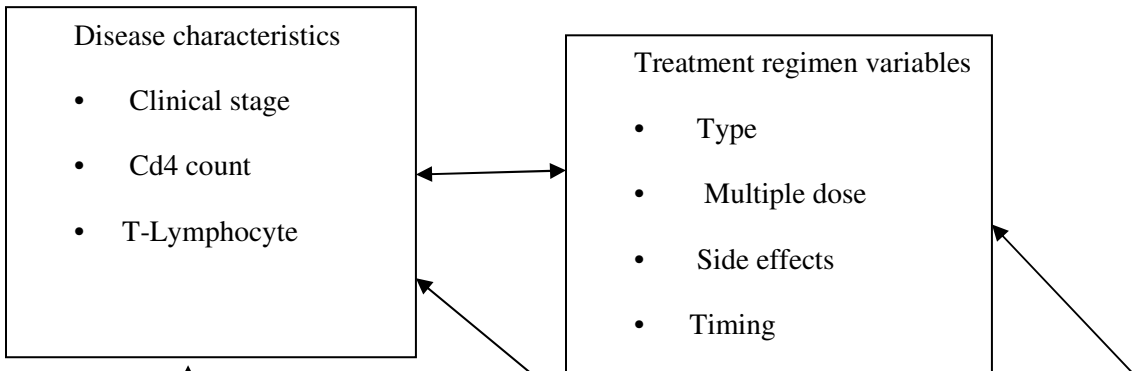 Disease characteristics
• Clinical stage
• Cd4 count
• T-Lymphocyte
Treatment regimen variables
• Type
• Multiple dose
• Side effects
• Timing